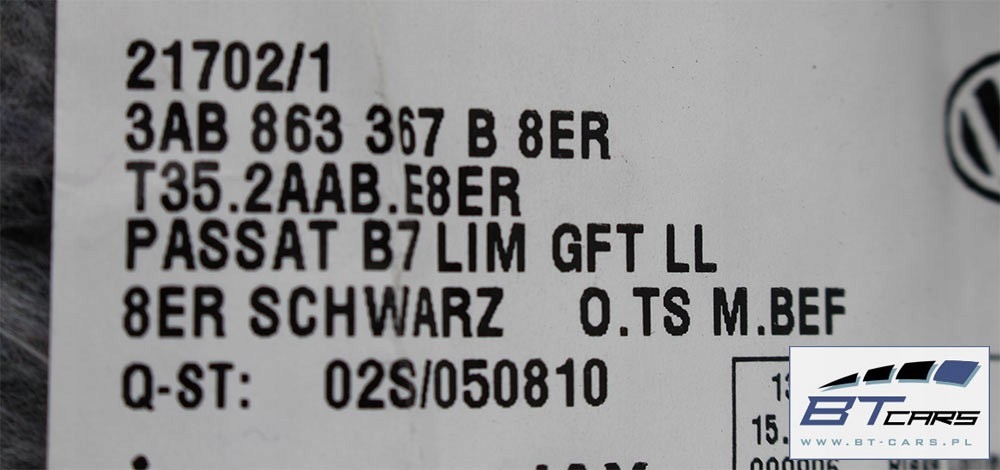 21702/1
3AB 863 367 B 8ER
T35.2AAB.E8ER
PASSAT B7 LIM GFT LL
8ER SCHWARZ O.TS M.BEF
Q-ST: 02S/050810
15.
BT CARS
WWW.BT-CARS.PL